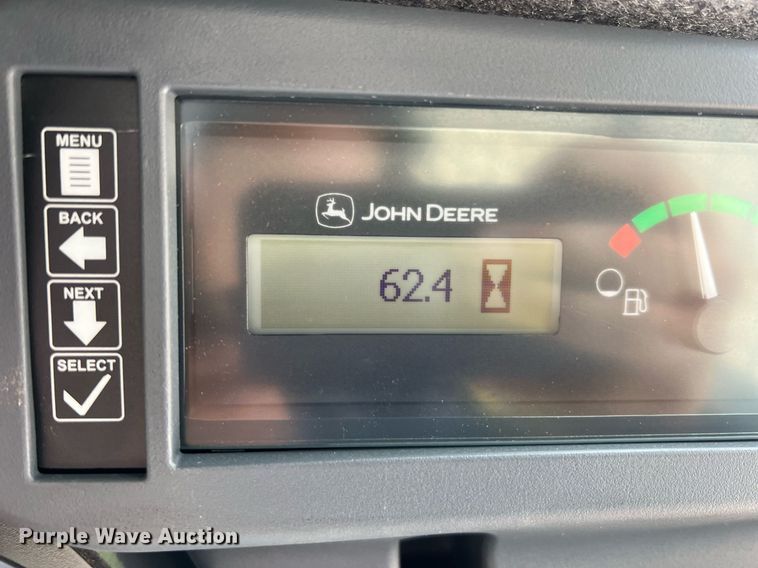 MENU
BACK
NEXT
SELECT
JOHN DEERE
62.4
Purple Wave Auction